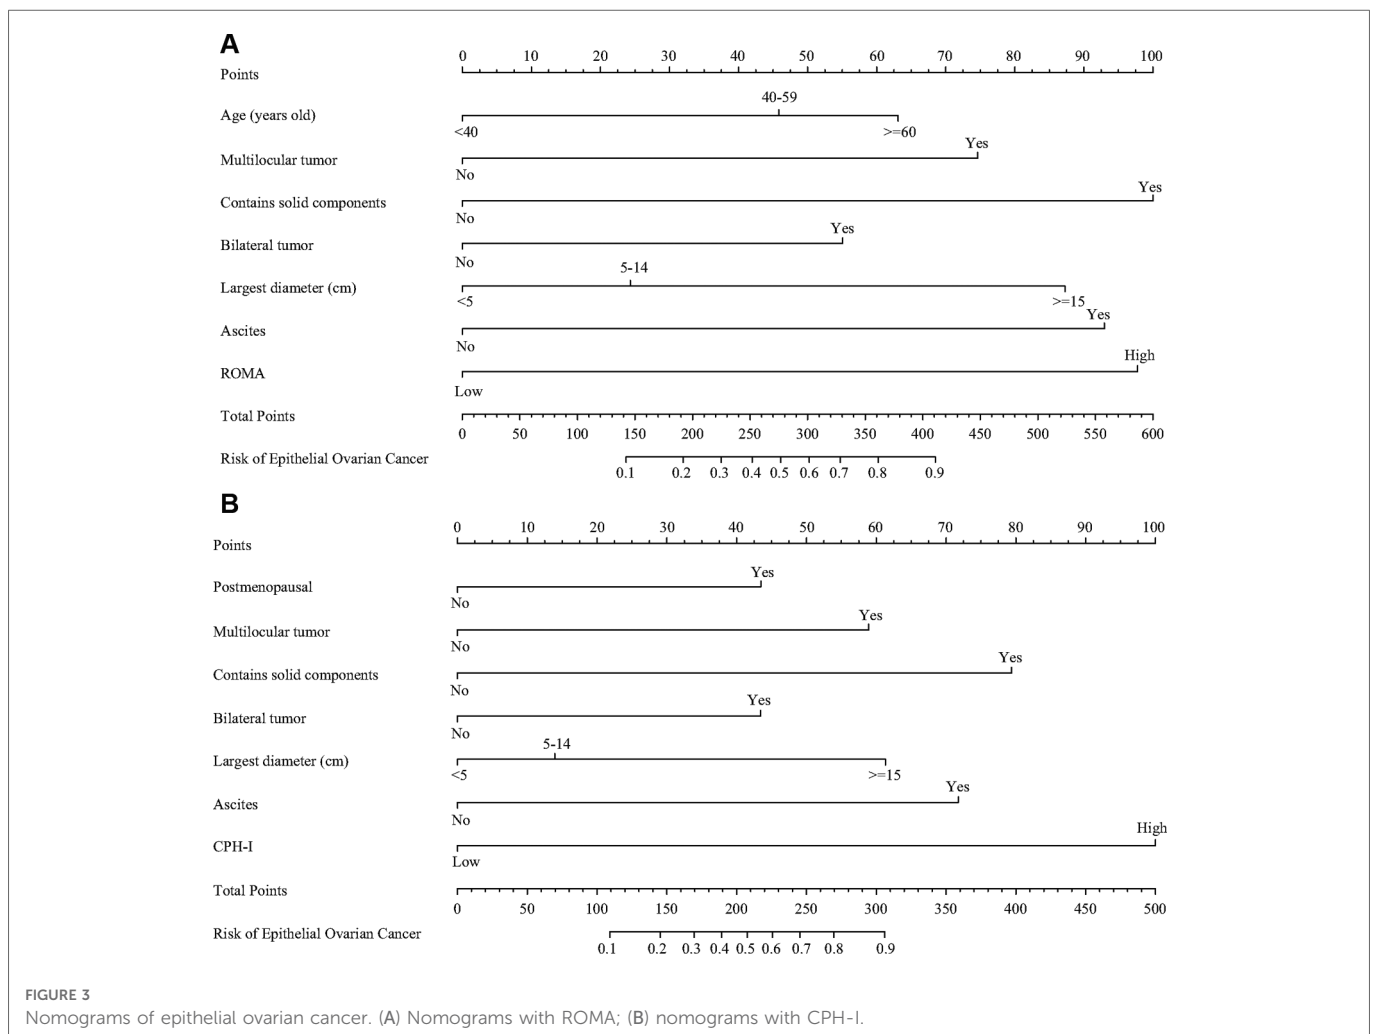 A
0 10 20 30 40 50 60 70 80 90 100
Points
40-59
Age (years old)
<40 >=60
Yes
Multilocular tumor
No
Yes
Contains solid components
No
Yes
Bilateral tumor
No
5-14
Largest diameter (cm)
<5 >=15
Yes
Ascites
No
High
ROMA
Low
Total Points
0 50 100 150 200 250 300 350 400 450 500 550 600
Risk of Epithelial Ovarian Cancer
0.1 0.2 0.3 0.4 0.5 0.6 0.7 0.8 0.9
B
0 10 20 30 40 50 60 70 80 90 100
Points
Yes
Postmenopausal
No
Yes
Multilocular tumor
No
Yes
Contains solid components
No
Yes
Bilateral tumor
No
5-14
Largest diameter (cm)
<5 >=15
Yes
Ascites
No
High
CPH-I
Low
Total Points
0 50 100 150 200 250 300 350 400 450 500
Risk of Epithelial Ovarian Cancer
0.1 0.2 0.3 0.4 0.5 0.6 0.7 0.8 0.9
FIGURE 3
Nomograms of epithelial ovarian cancer. (A) Nomograms with ROMA; (B) nomograms with CPH-I.